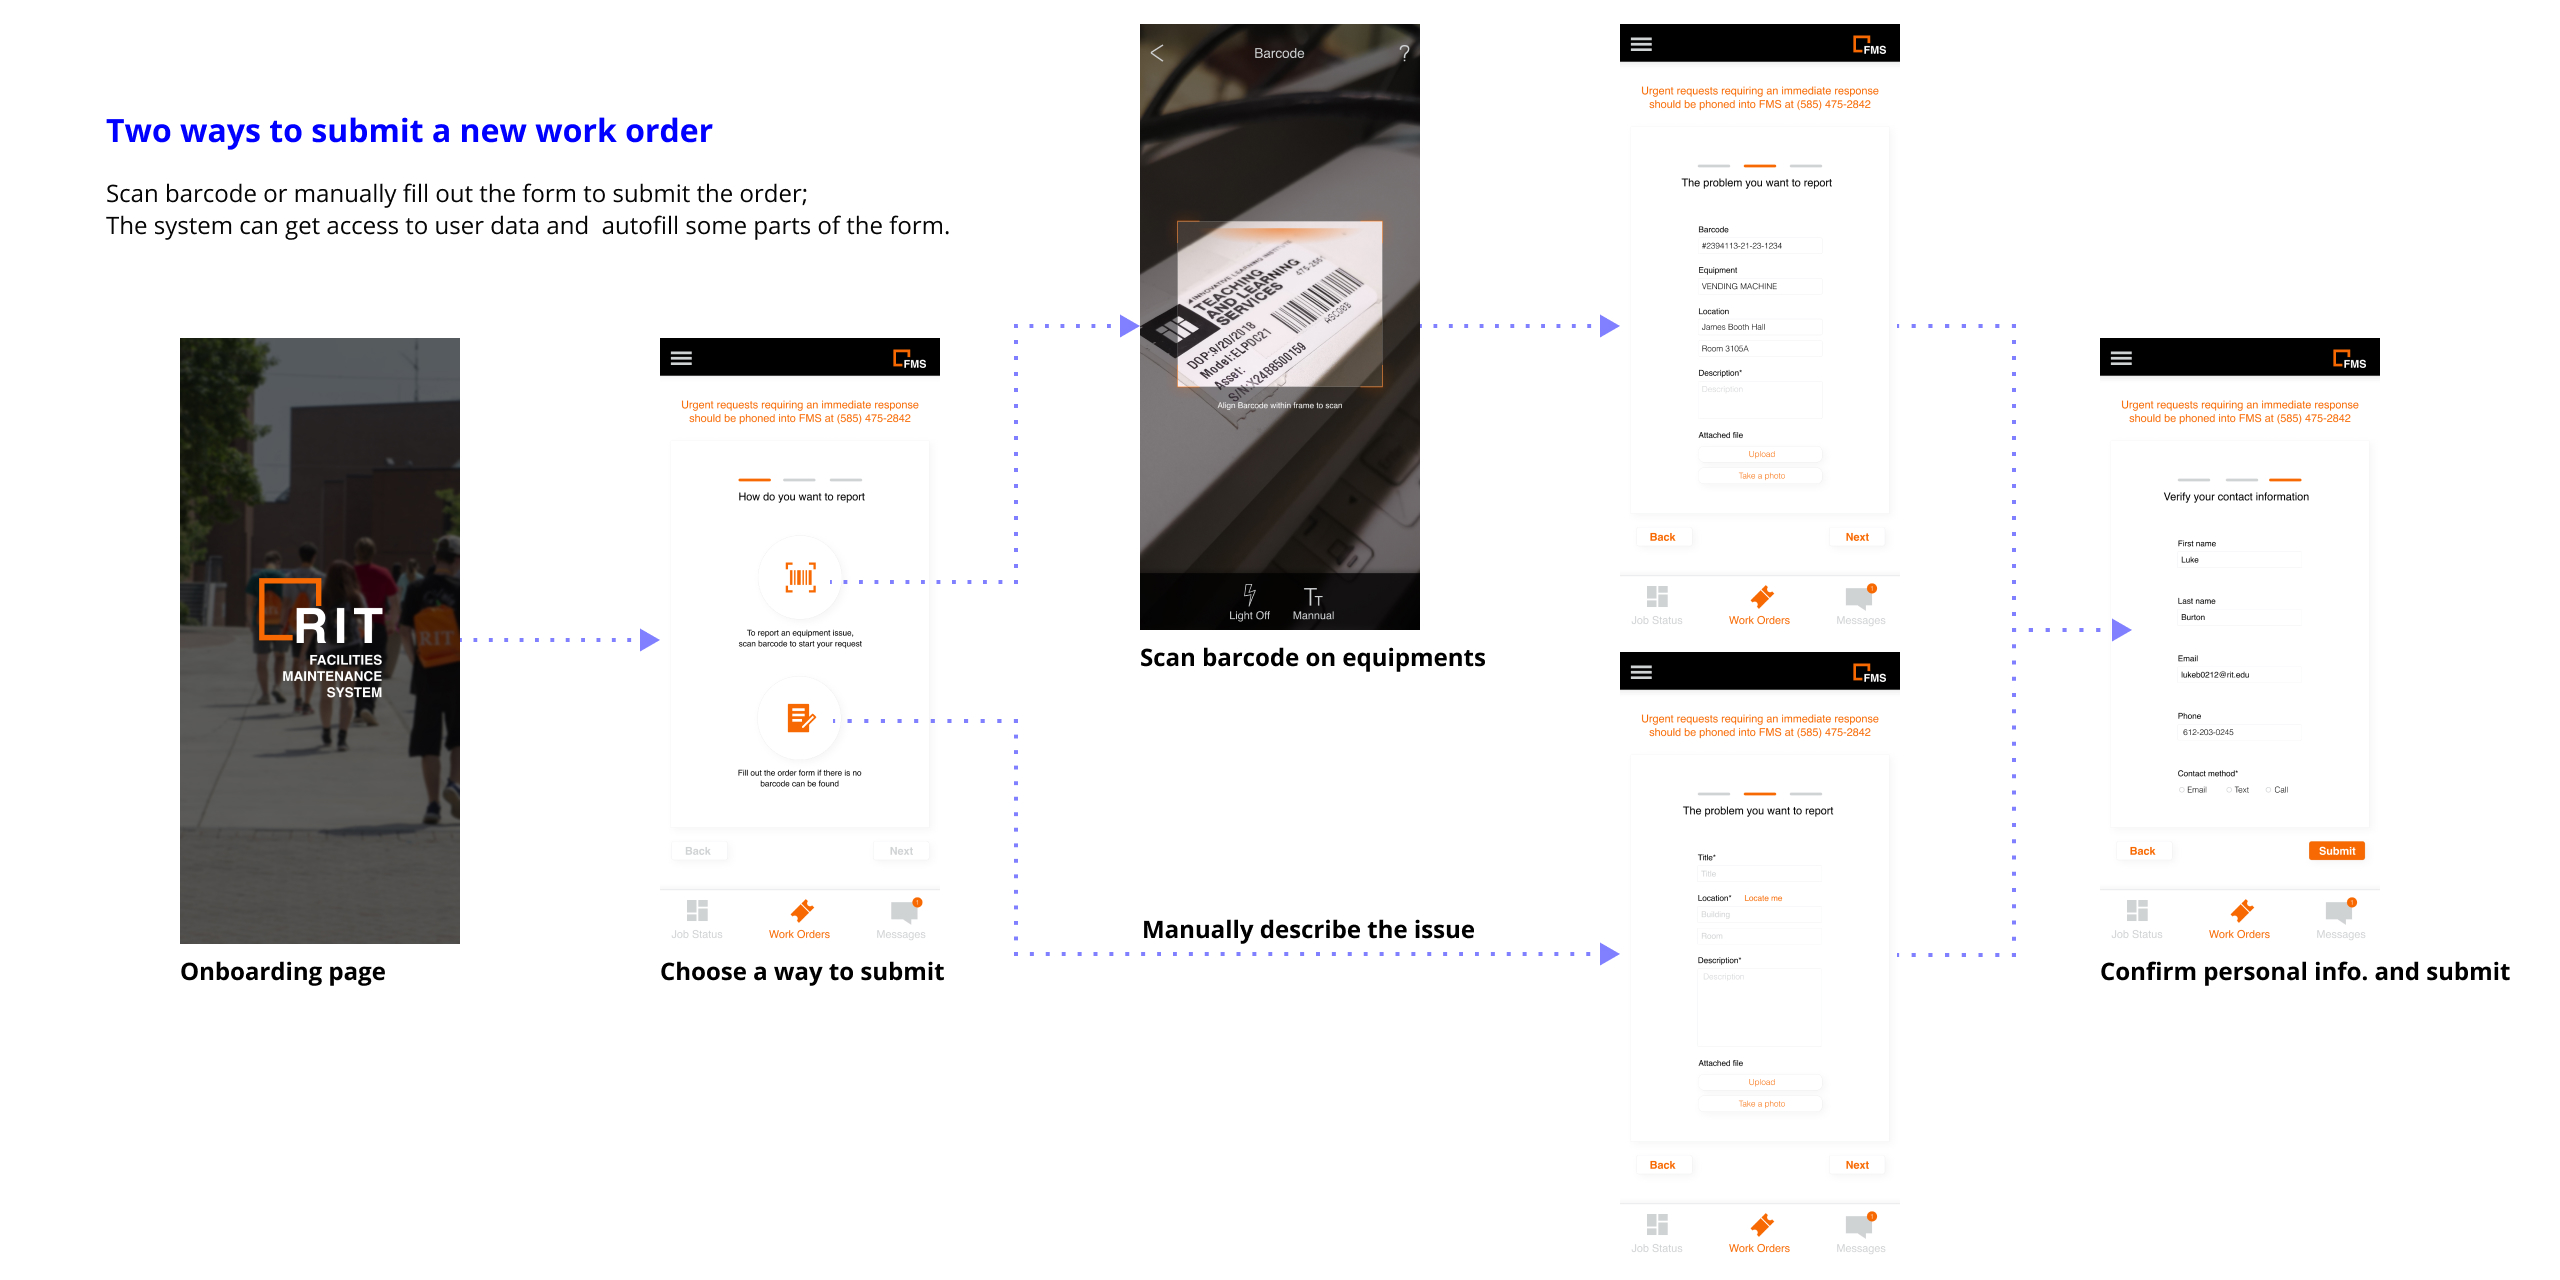 Two ways to submit a new work order
Scan barcode or manually fill out the form to submit the order;
The system can get access to user data and  autofill some parts of the form.
RIT
FACILITIES
MAINTENANCE
SYSTEM
Onboarding page
FMS
Urgent requests requiring an immediate response
should be phoned into FMS at (585) 475-2842
How do you want to report
To report an equipment issue,
scan barcode to start your request
Fill out the order form if there is no
barcode can be found
Back
Next
Job Status
Work Orders
Messages
Choose a way to submit
Barcode
?
INNOVATIVE LEARNING INSTITUTE
TEACHING
AND LEARNING
SERVICES
475-2551
DOP:9/20/2018
Model:ELPDC21
Asset:
S/N:X24B8500159
Align Barcode within frame to scan
Light Off
Mannual
Scan barcode on equipments
Manually describe the issue
FMS
Urgent requests requiring an immediate response
should be phoned into FMS at (585) 475-2842
The problem you want to report
Barcode
#2394113-21-23-1234
Equipment
VENDING MACHINE
Location
James Booth Hall
Room 3105A
Description*
Description
Attached file
Upload
Take a photo
Back
Next
Job Status
Work Orders
Messages
FMS
Urgent requests requiring an immediate response
should be phoned into FMS at (585) 475-2842
The problem you want to report
Title*
Title
Location* Locate me
Building
Room
Description*
Description
Attached file
Upload
Take a photo
Back
Next
Job Status
Work Orders
Messages
FMS
Urgent requests requiring an immediate response
should be phoned into FMS at (585) 475-2842
Verify your contact information
First name
Luke
Last name
Burton
Email
lukeb0212@rit.edu
Phone
612-203-0245
Contact method*
Email Text Call
Back
Submit
Job Status
Work Orders
Messages
Confirm personal info. and submit